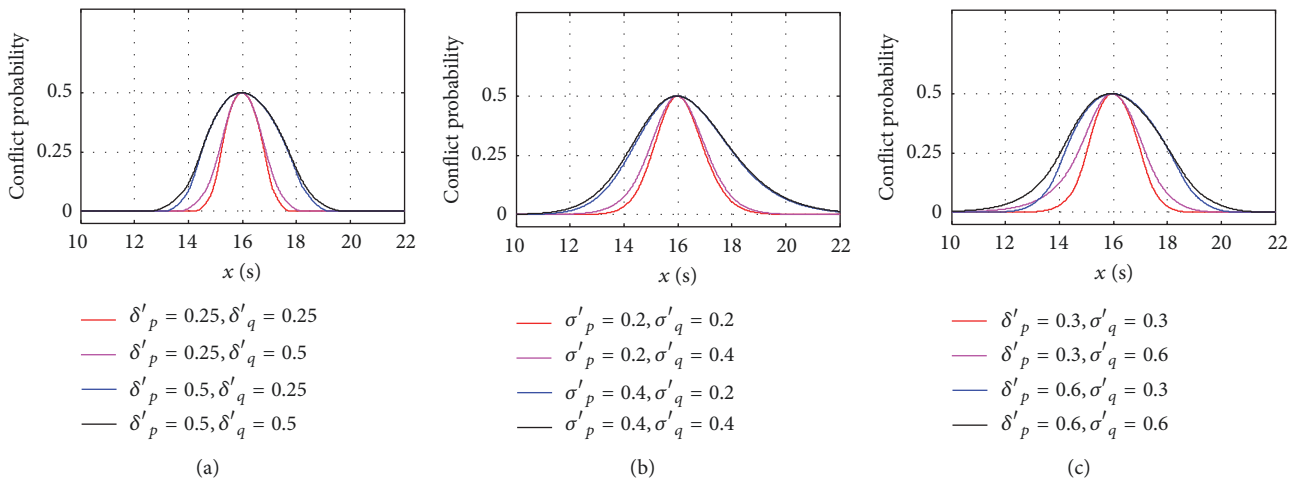 Conflict probability
0.5
0.25
0
10 12 14 16 18 20 22
x (s)
δ′p = 0.25, δ′q = 0.25
δ′p = 0.25, δ′q = 0.5
δ′p = 0.5, δ′q = 0.25
δ′p = 0.5, δ′q = 0.5
(a)
Conflict probability
0.5
0.25
0
10 12 14 16 18 20 22
x (s)
σ′p = 0.2, σ′q = 0.2
σ′p = 0.2, σ′q = 0.4
σ′p = 0.4, σ′q = 0.2
σ′p = 0.4, σ′q = 0.4
(b)
Conflict probability
0.5
0.25
0
10 12 14 16 18 20 22
x (s)
δ′p = 0.3, σ′q = 0.3
δ′p = 0.3, σ′q = 0.6
δ′p = 0.6, σ′q = 0.3
δ′p = 0.6, σ′q = 0.6
(c)